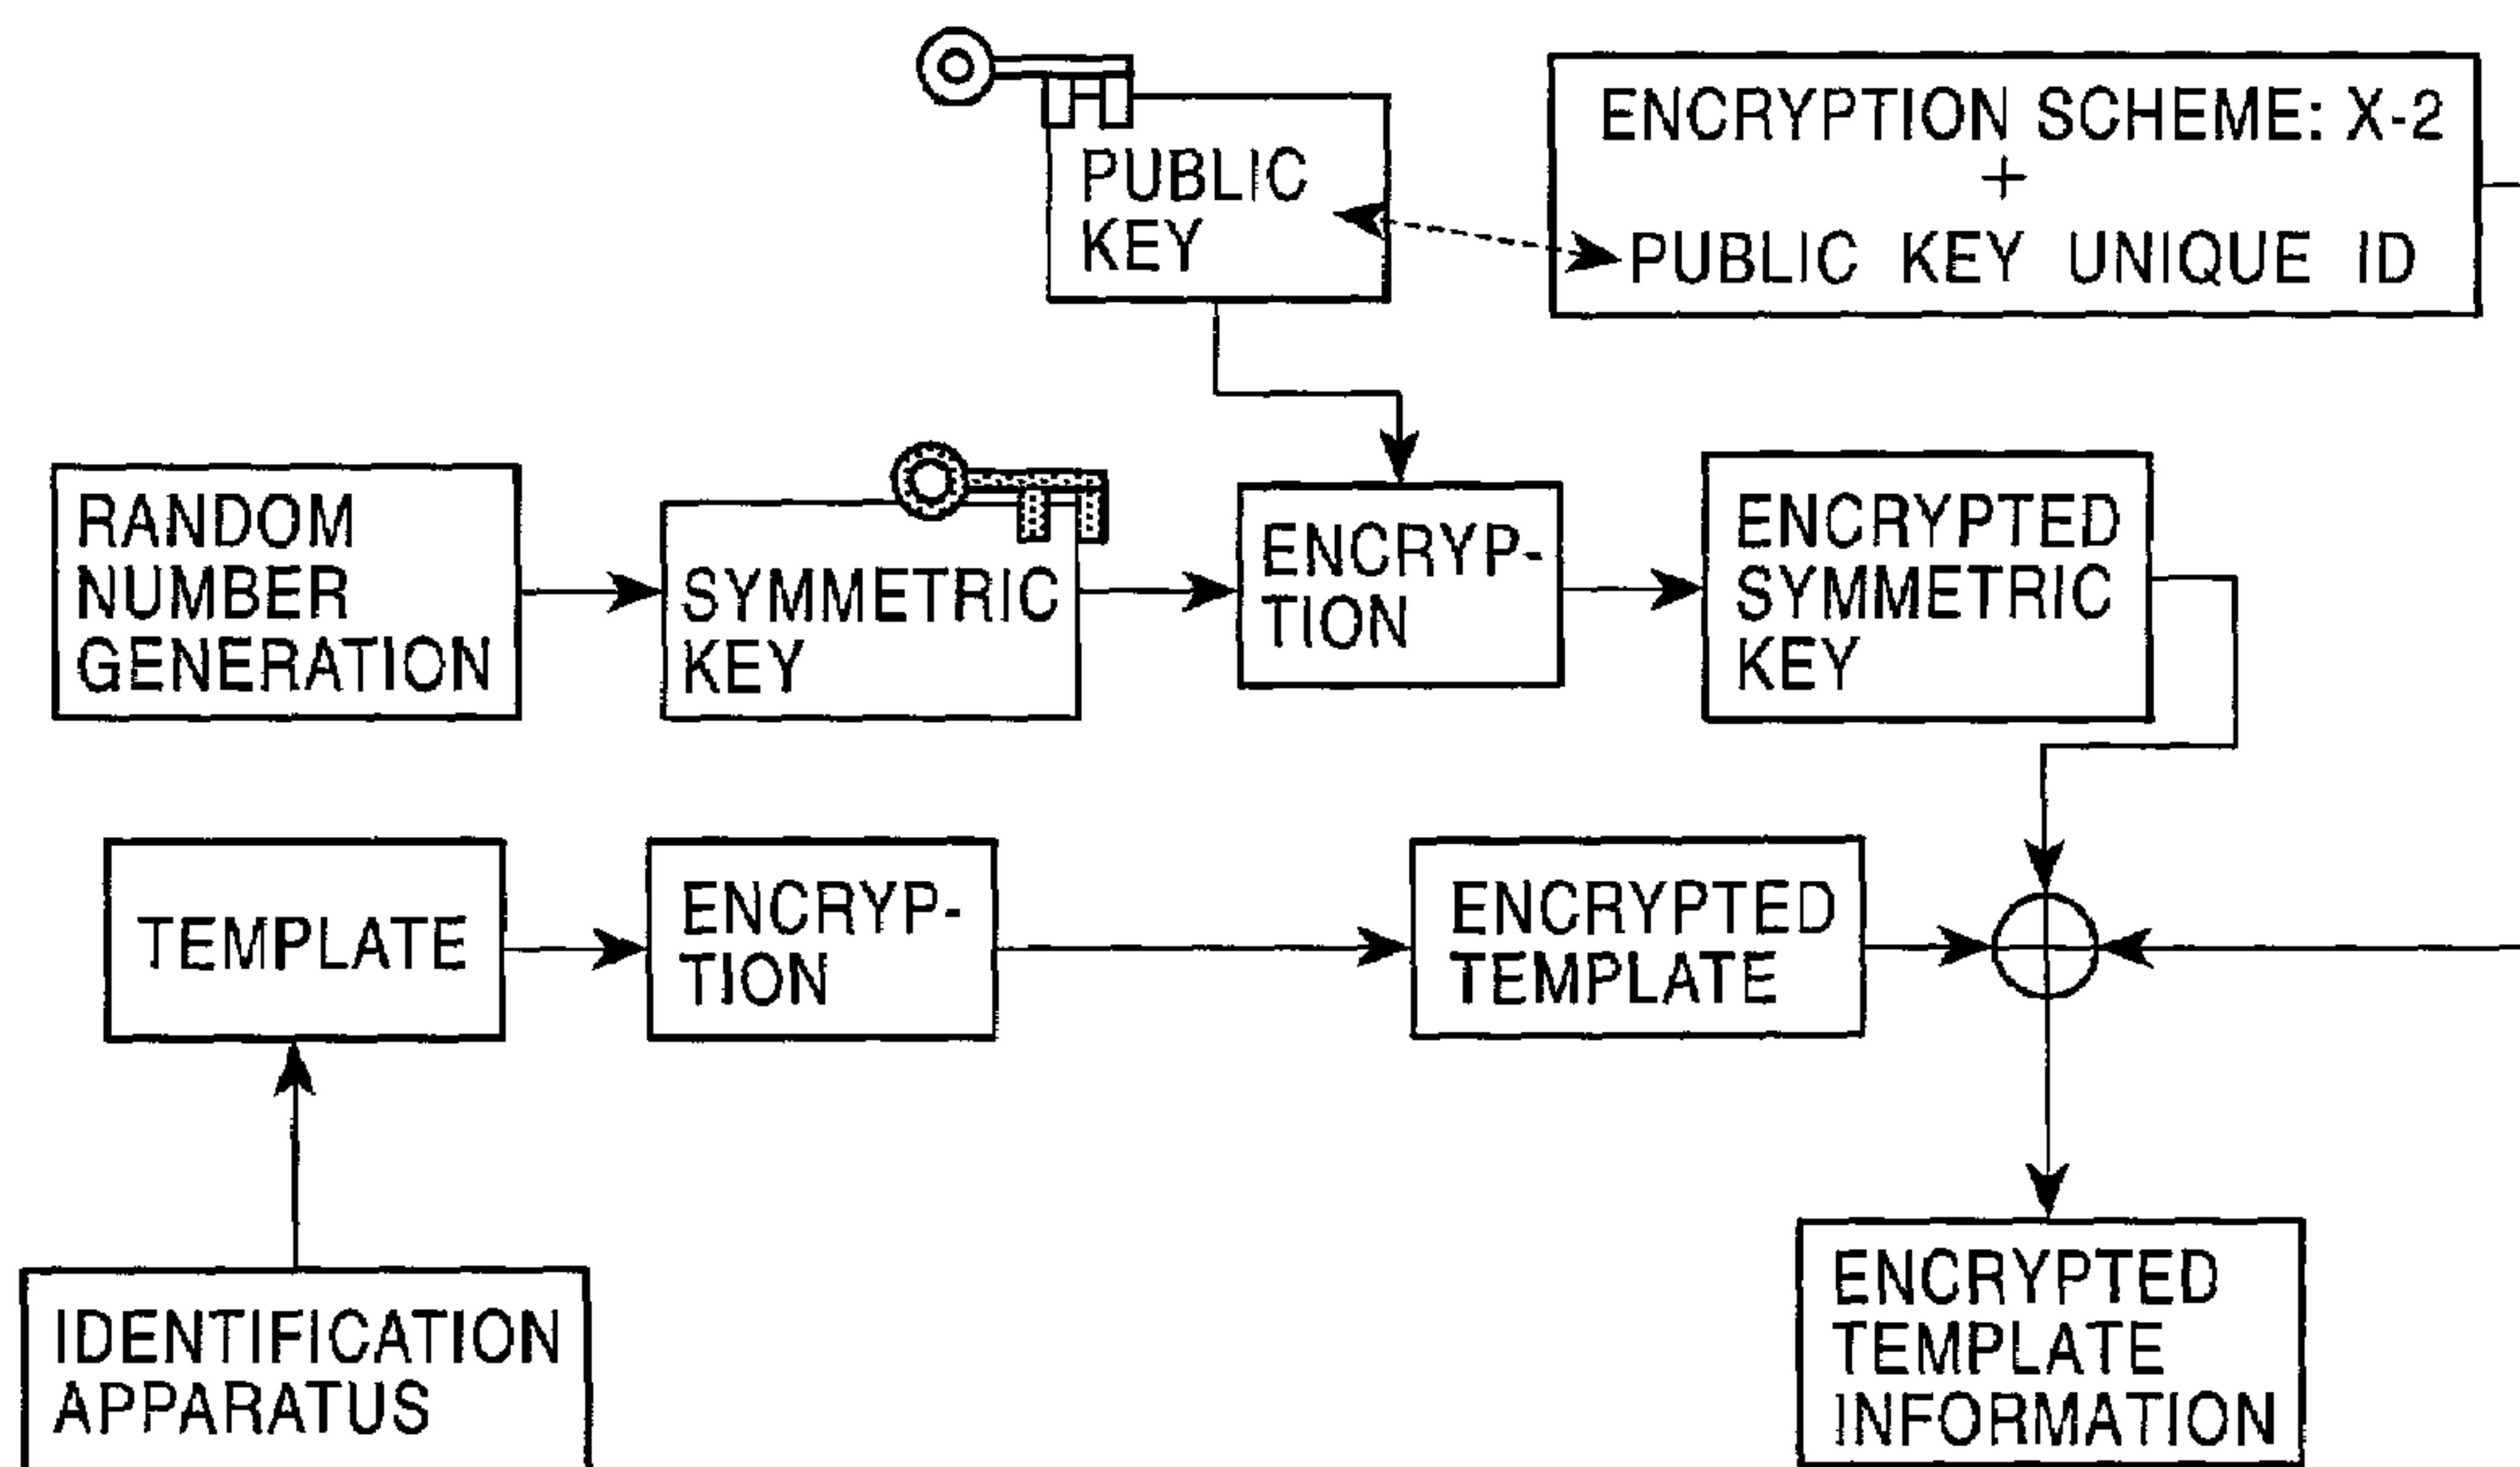 ENCRYPTION SCHEME: X-2
+
PUBLIC KEY UNIQUE ID
PUBLIC
KEY
RANDOM
NUMBER
GENERATION
SYMMETRIC
KEY
ENCRYP-
TION
ENCRYPTED
SYMMETRIC
KEY
TEMPLATE
ENCRYP-
TION
ENCRYPTED
TEMPLATE
IDENTIFICATION
APPARATUS
ENCRYPTED
TEMPLATE
INFORMATION